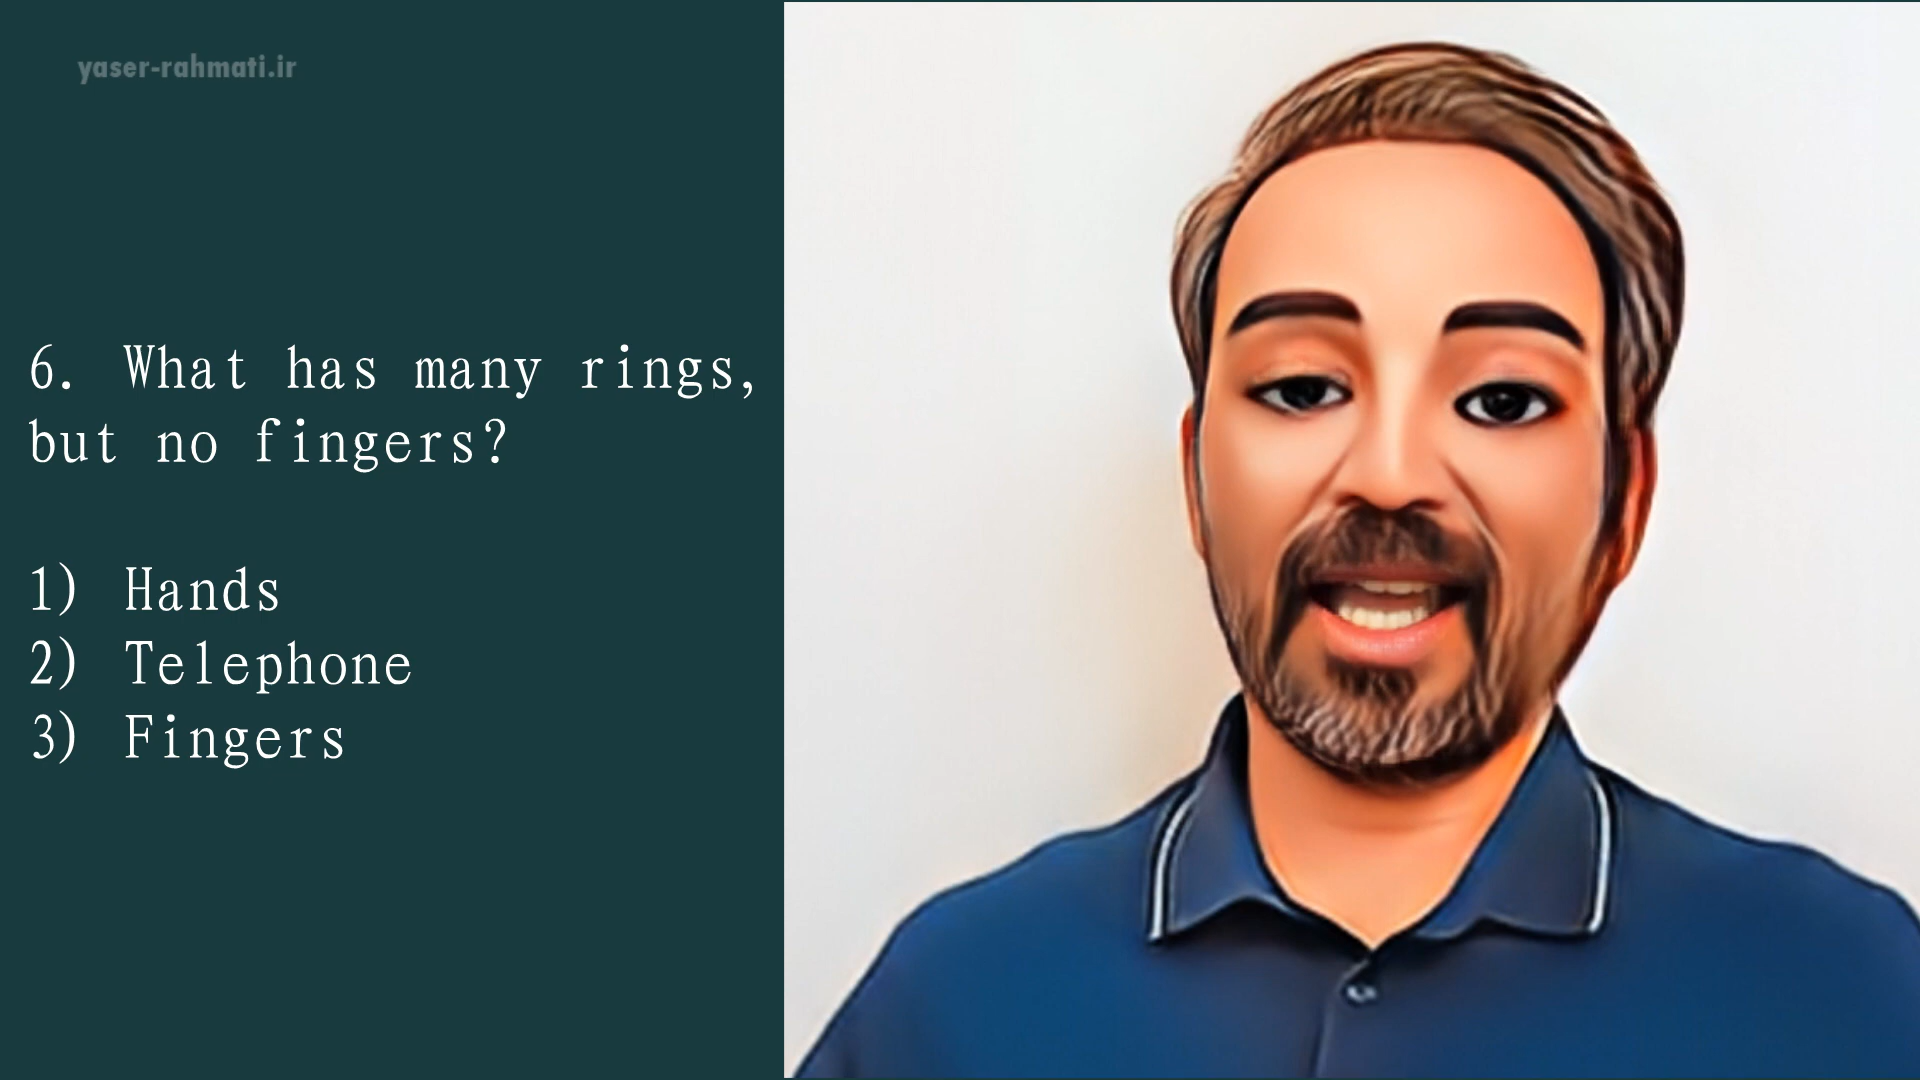 yaser-rahmati.ir
6. What has many rings,
but no fingers?
1) Hands
2) Telephone
3) Fingers